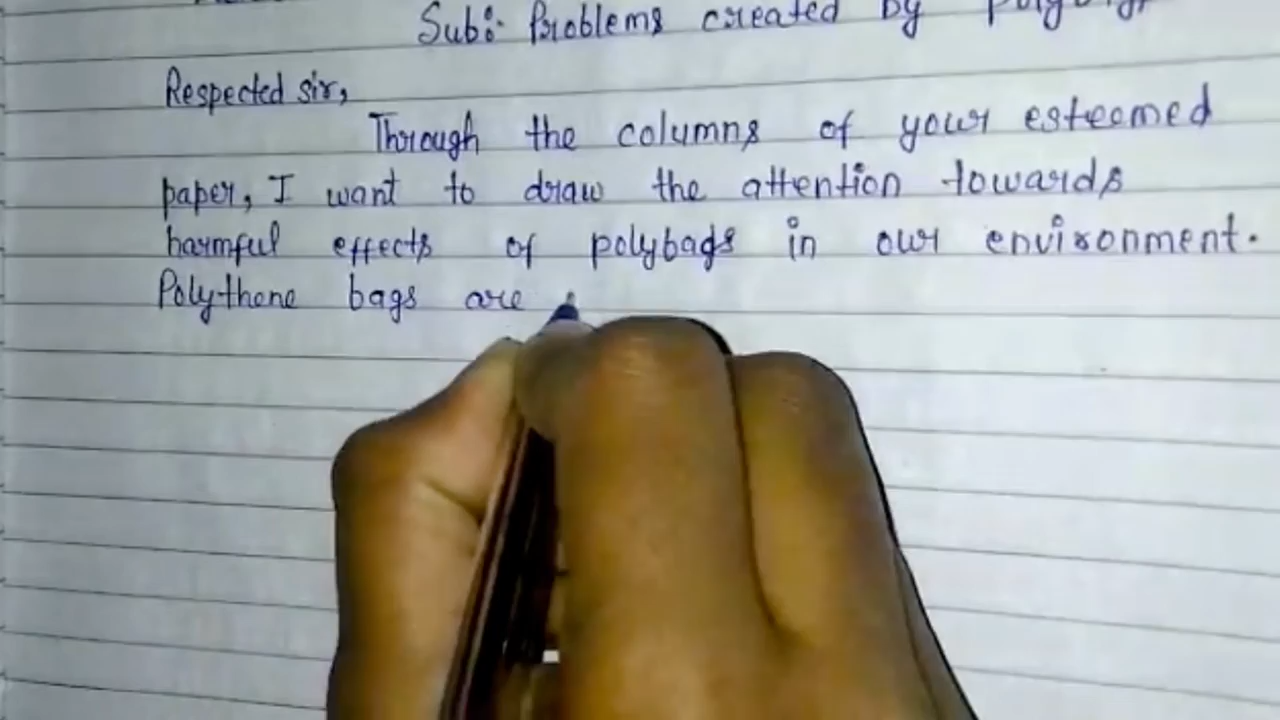 Sub:- Problems created by
Respected sir,
Through the columns of your esteemed
paper, I want to draw the attention towards
harmful effects of polybags in our environment.
Polythene bags are